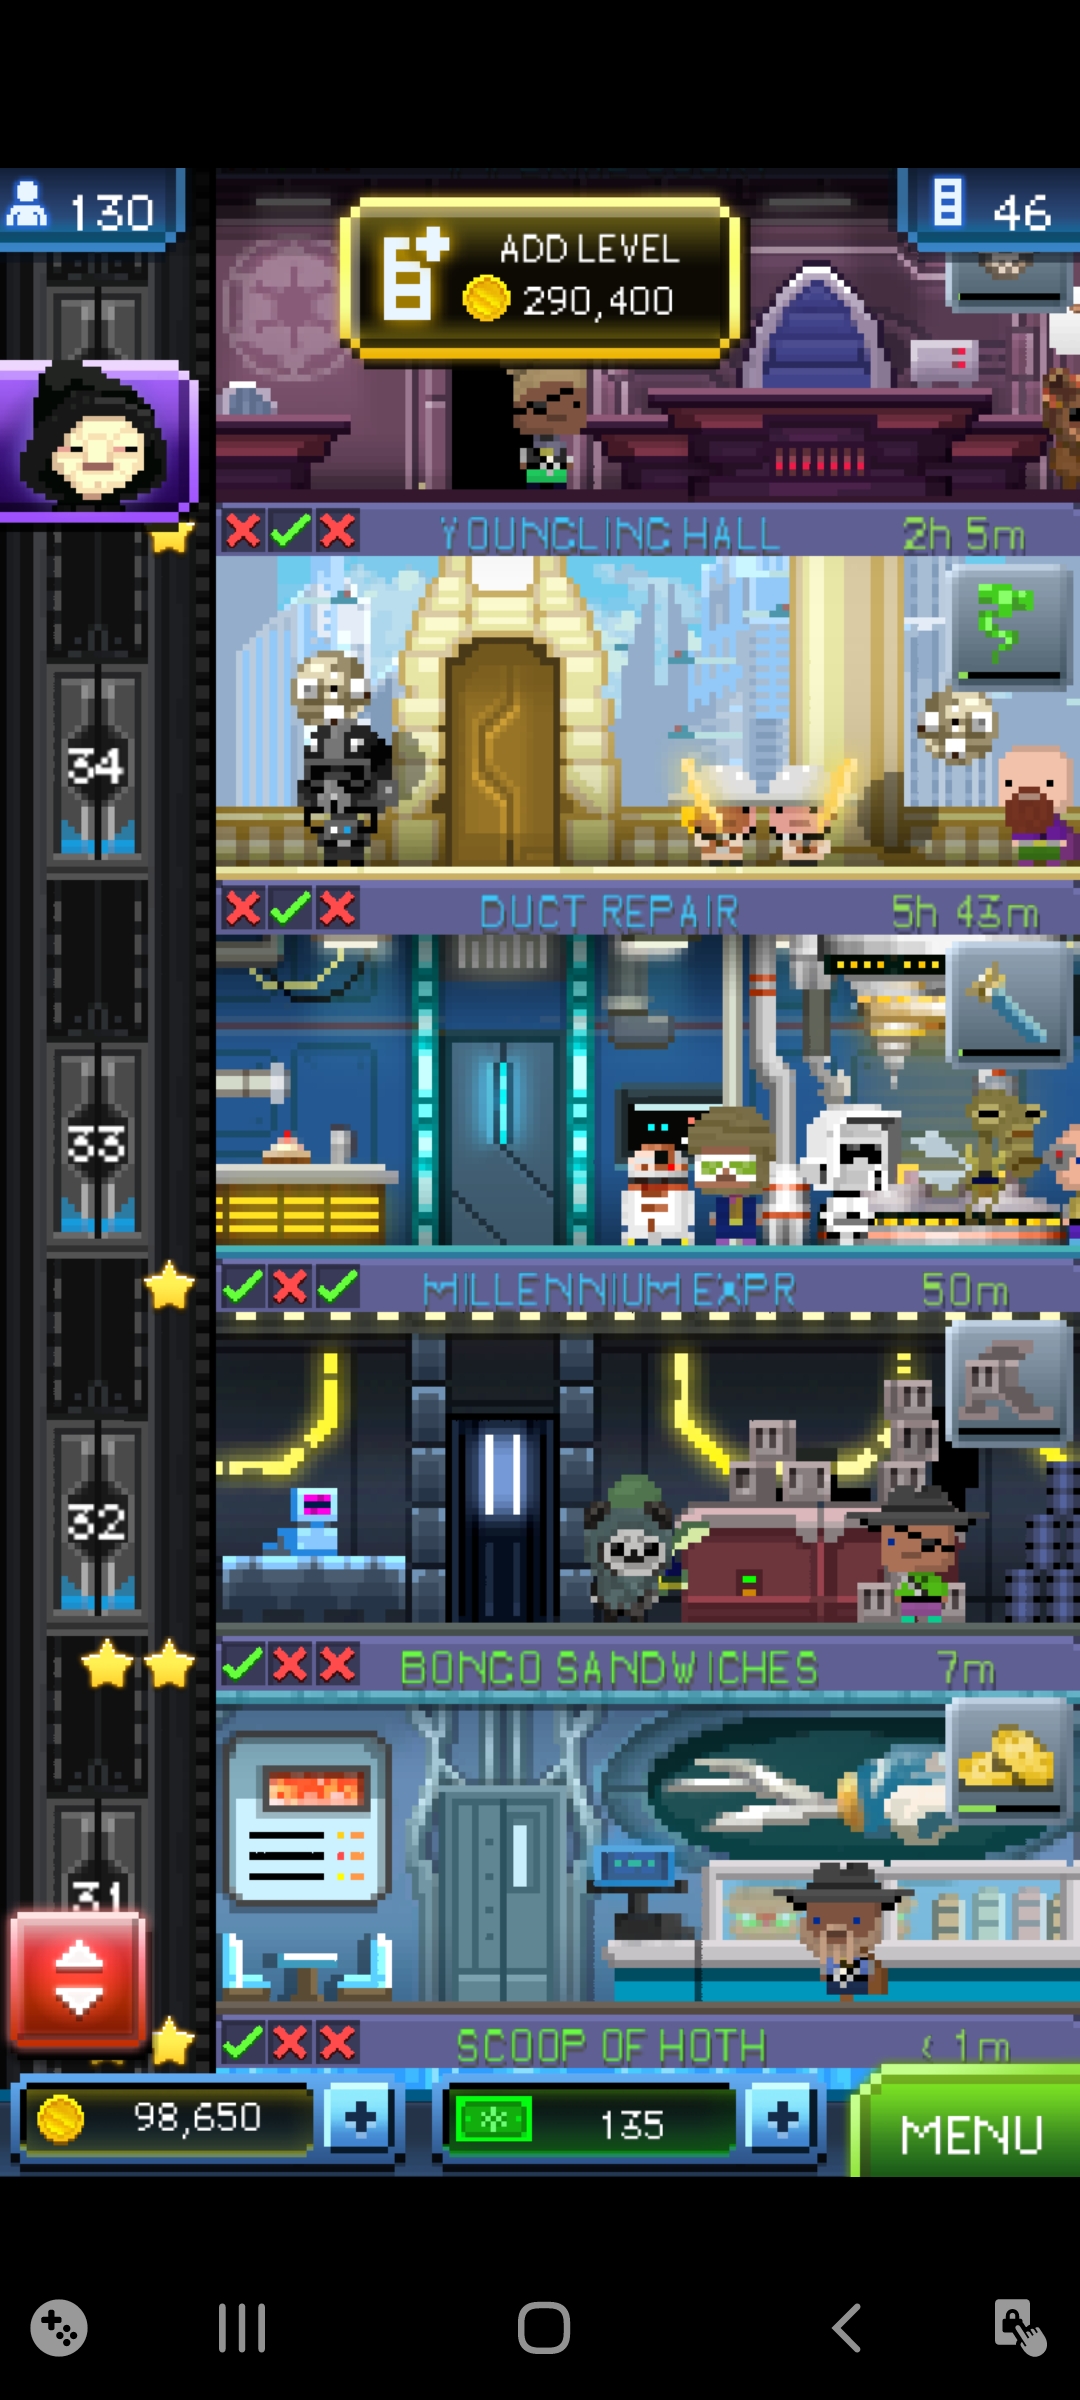 130
ADD LEVEL
290,400
46
YOUNGLING HALL
2h 5m
34
DUCT REPAIR
5h 43m
33
MILLENNIUM EXPR
50m
32
BONGO SANDWICHES
7m
31
SCOOP OF HOTH
< 1m
98,650
135
MENU